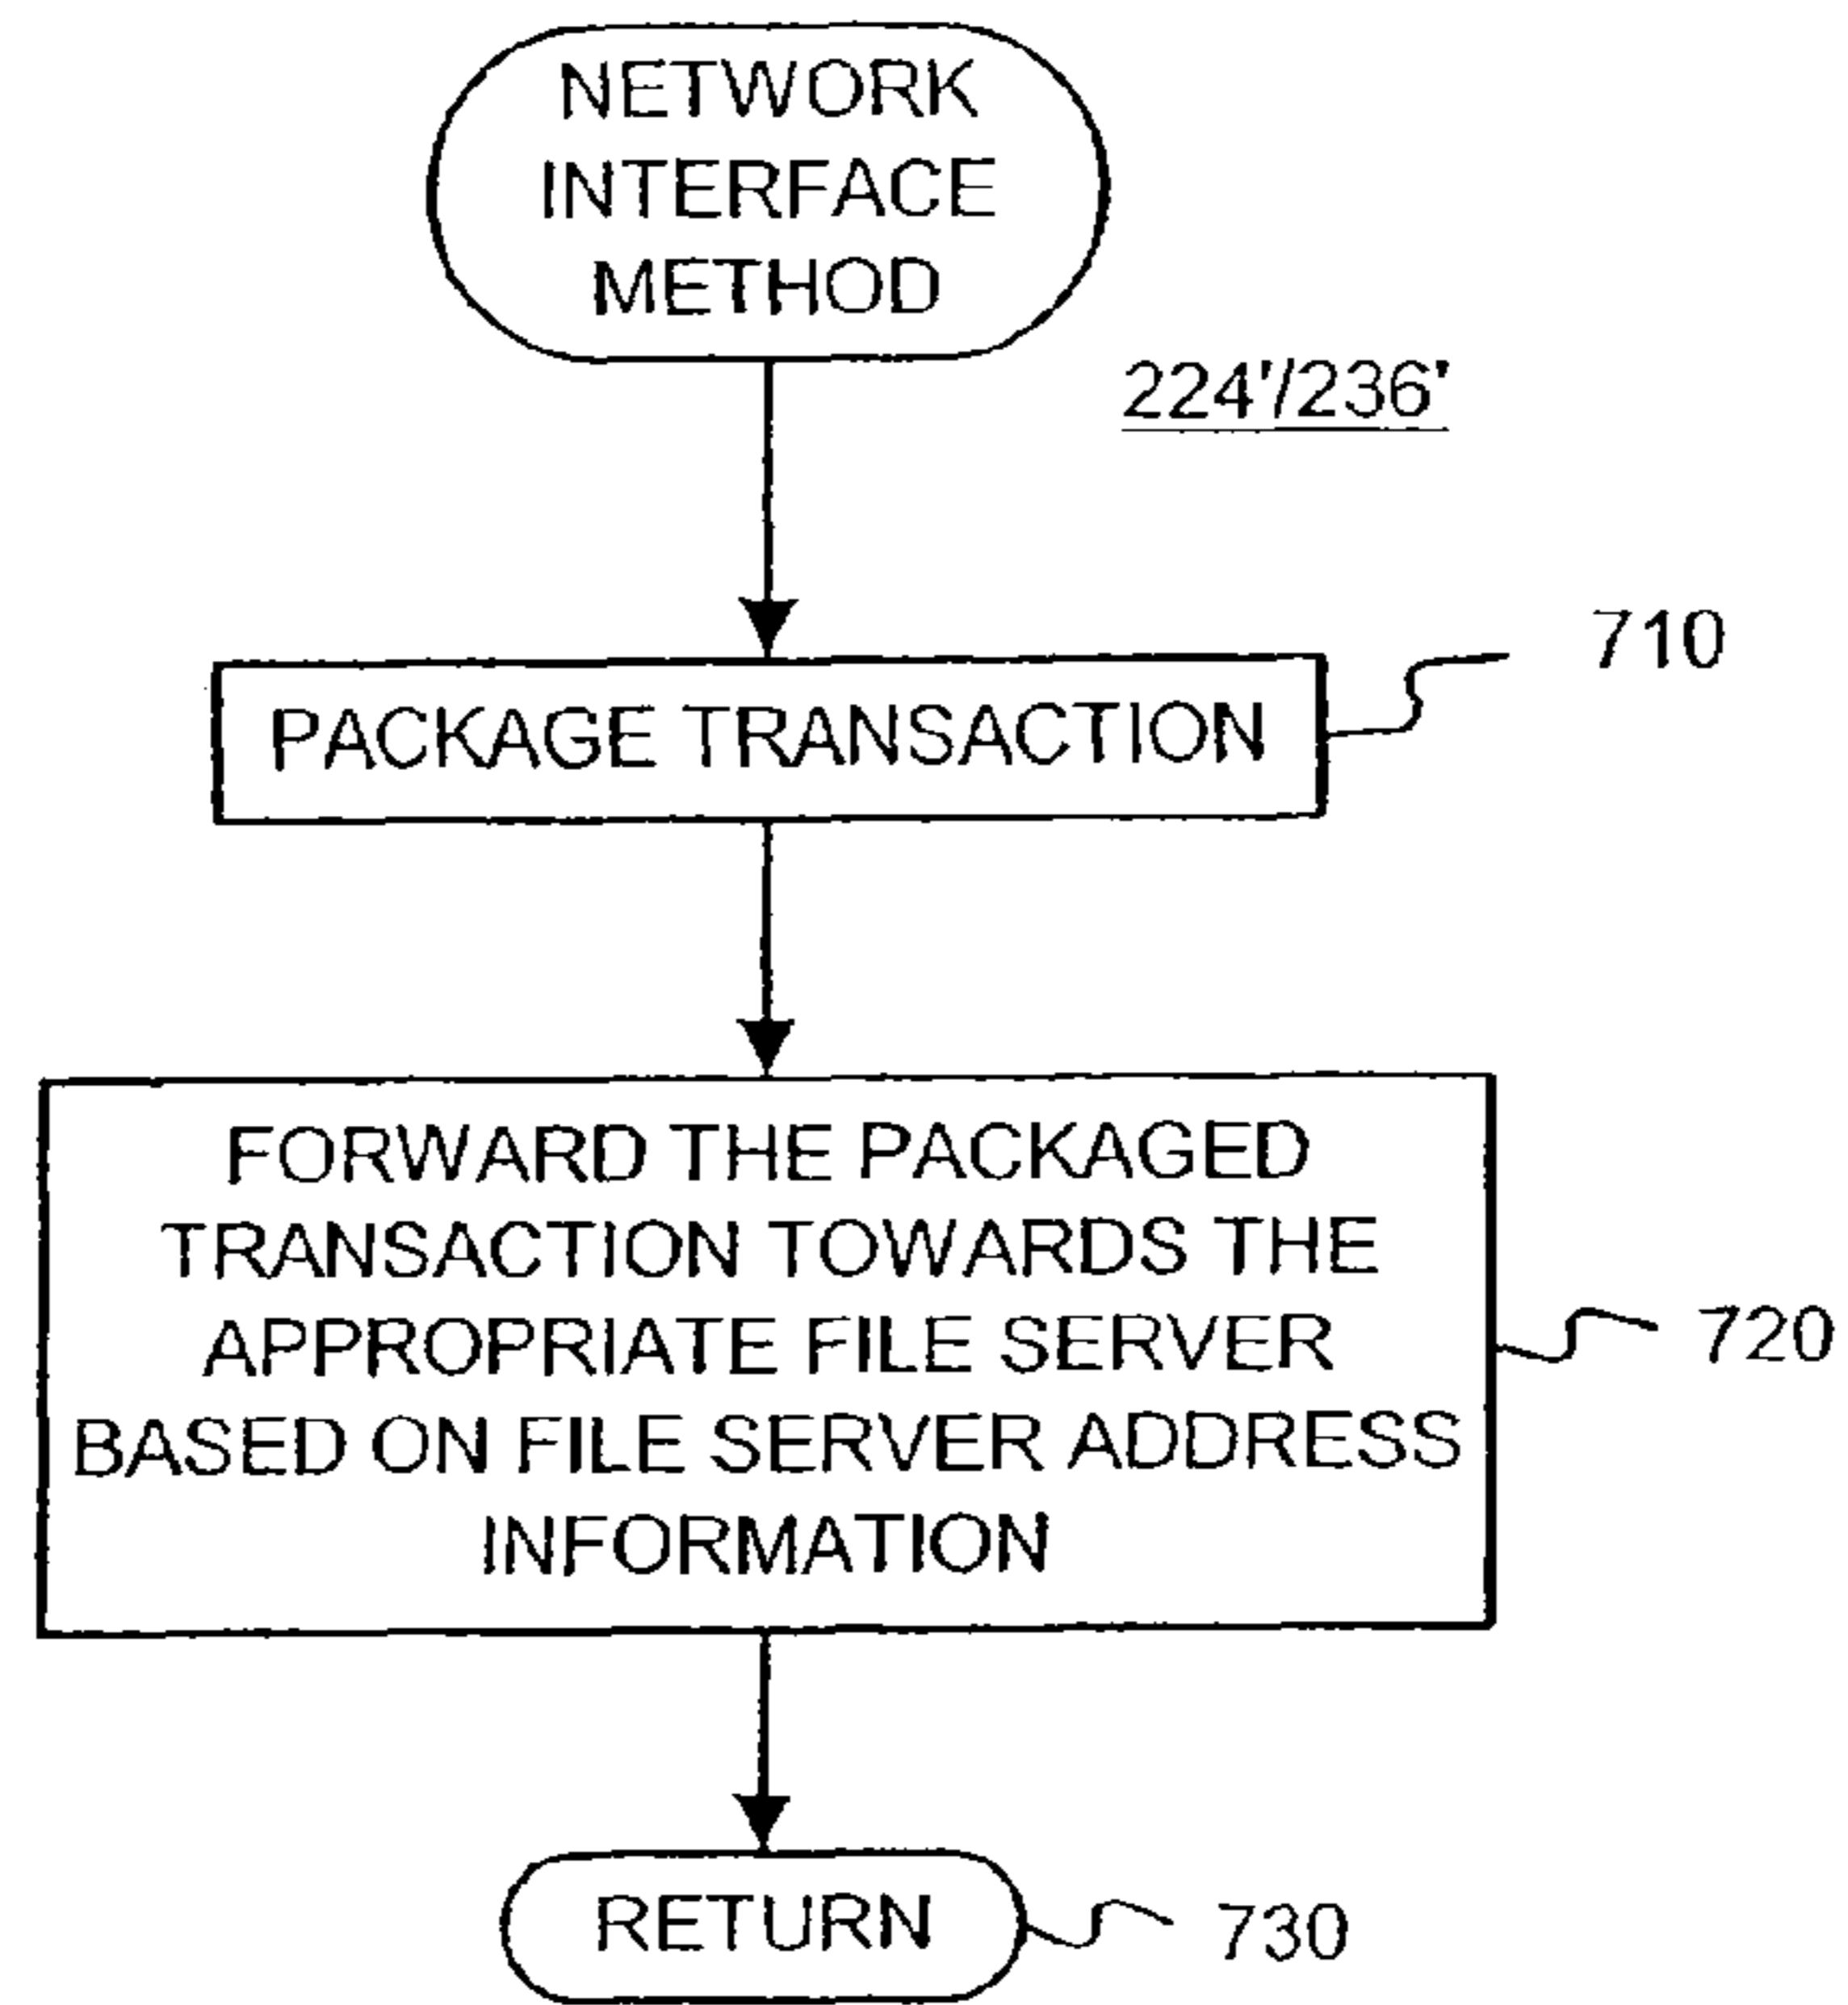 NETWORK
INTERFACE
METHOD
224'/236'
710
PACKAGE TRANSACTION
FORWARD THE PACKAGED
TRANSACTION TOWARDS THE
APPROPRIATE FILE SERVER
BASED ON FILE SERVER ADDRESS
INFORMATION
720
RETURN
730